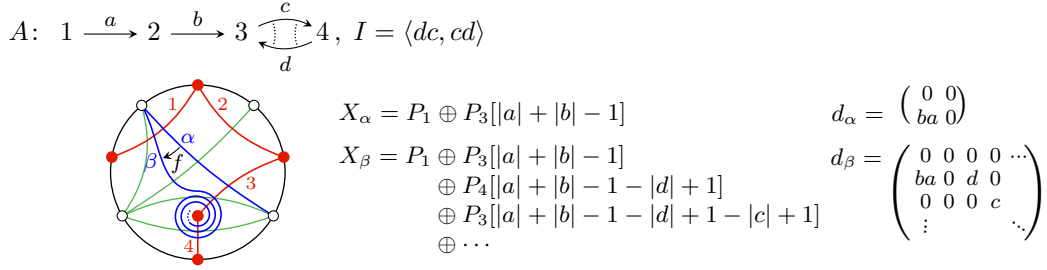 A: 1 a 2 b 3 c d 4, I = ⟨dc, cd⟩
1 2
α
β f
3
4
X_α = P_1 ⊕ P_3[|a| + |b| − 1]
X_β = P_1 ⊕ P_3[|a| + |b| − 1]
⊕ P_4[|a| + |b| − 1 − |d| + 1]
⊕ P_3[|a| + |b| − 1 − |d| + 1 − |c| + 1]
⊕ ⋯
d_α = ( 0 0
ba 0 )
d_β = ( 0 0 0 0 ⋯
ba 0 d 0
0 0 0 c
⋮ ⋱ )